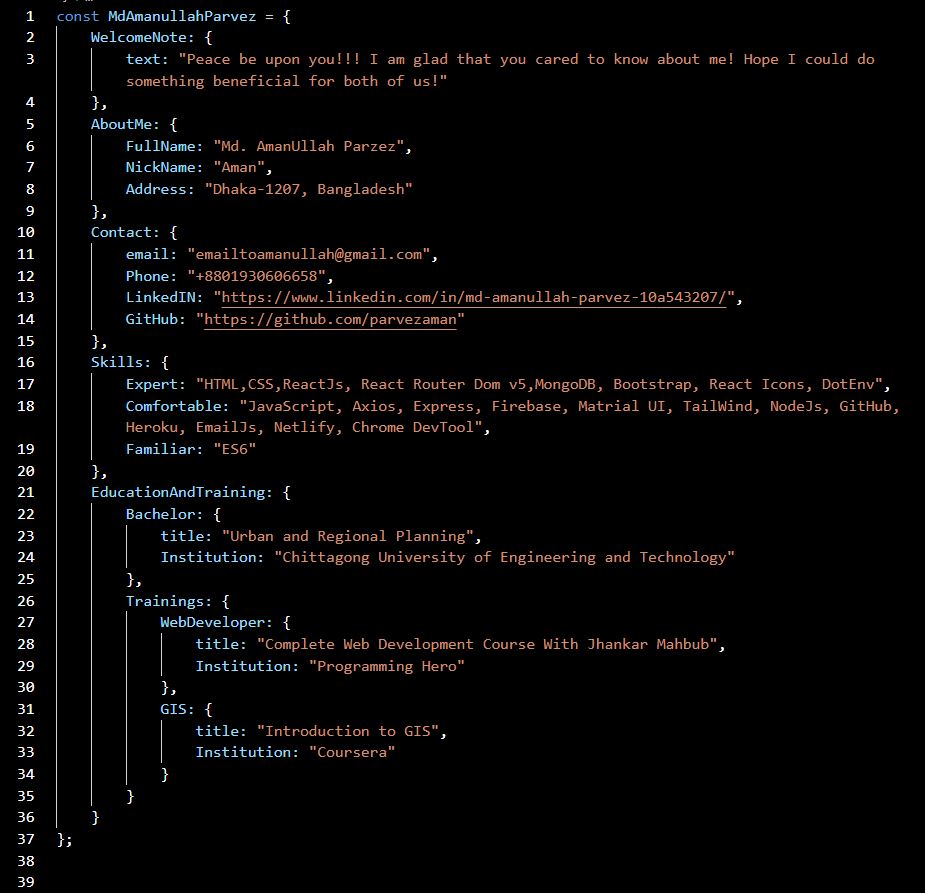 1 const MdAmanullahParvez = {
2 WelcomeNote: {
3 text: "Peace be upon you!!! I am glad that you cared to know about me! Hope I could do
something beneficial for both of us!"
4 },
5 AboutMe: {
6 FullName: "Md. AmanUllah Parzez",
7 NickName: "Aman",
8 Address: "Dhaka-1207, Bangladesh"
9 },
10 Contact: {
11 email: "emailtoamanullah@gmail.com",
12 Phone: "+8801930606658",
13 LinkedIN: "https://www.linkedin.com/in/md-amanullah-parvez-10a543207/",
14 GitHub: "https://github.com/parvezaman"
15 },
16 Skills: {
17 Expert: "HTML,CSS,ReactJs, React Router Dom v5,MongoDB, Bootstrap, React Icons, DotEnv",
18 Comfortable: "JavaScript, Axios, Express, Firebase, Matrial UI, TailWind, NodeJs, GitHub,
Heroku, EmailJs, Netlify, Chrome DevTool",
19 Familiar: "ES6"
20 },
21 EducationAndTraining: {
22 Bachelor: {
23 title: "Urban and Regional Planning",
24 Institution: "Chittagong University of Engineering and Technology"
25 },
26 Trainings: {
27 WebDeveloper: {
28 title: "Complete Web Development Course With Jhankar Mahbub",
29 Institution: "Programming Hero"
30 },
31 GIS: {
32 title: "Introduction to GIS",
33 Institution: "Coursera"
34 }
35 }
36 }
37 };
38
39